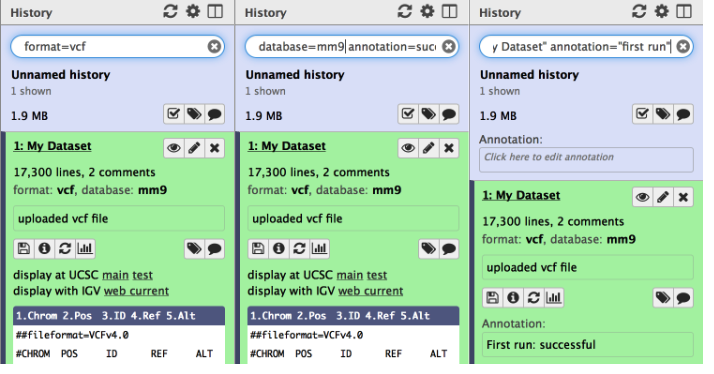 History
format=vcf
Unnamed history
1 shown
1.9 MB
1: My Dataset
17,300 lines, 2 comments
format: vcf, database: mm9
uploaded vcf file
display at UCSC main test
display with IGV web current
1.Chrom 2.Pos 3.ID 4.Ref 5.Alt
##fileformat=VCFv4.0
#CHROM POS ID REF ALT
History
database=mm9 annotation=suc
Unnamed history
1 shown
1.9 MB
1: My Dataset
17,300 lines, 2 comments
format: vcf, database: mm9
uploaded vcf file
display at UCSC main test
display with IGV web current
1.Chrom 2.Pos 3.ID 4.Ref 5.Alt
##fileformat=VCFv4.0
#CHROM POS ID REF ALT
History
y Dataset" annotation="first run"
Unnamed history
1 shown
1.9 MB
Annotation:
Click here to edit annotation
1: My Dataset
17,300 lines, 2 comments
format: vcf, database: mm9
uploaded vcf file
Annotation:
First run: successful